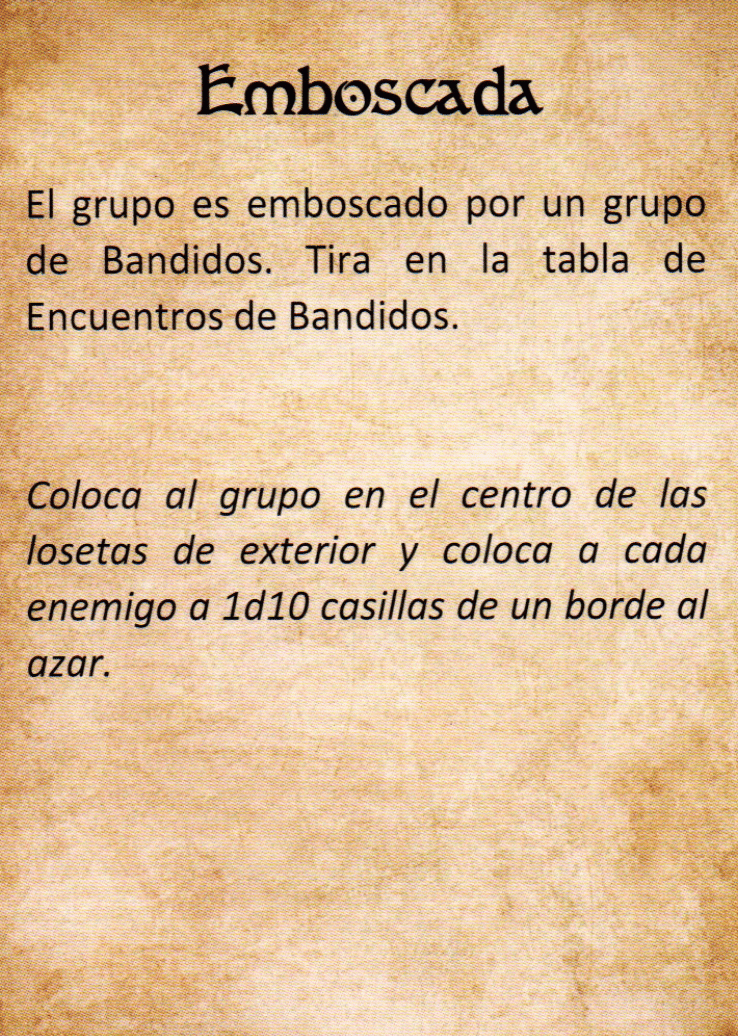 Emboscada
El grupo es emboscado por un grupo
de Bandidos. Tira en la tabla de
Encuentros de Bandidos.
Coloca al grupo en el centro de las
losetas de exterior y coloca a cada
enemigo a 1d10 casillas de un borde al
azar.